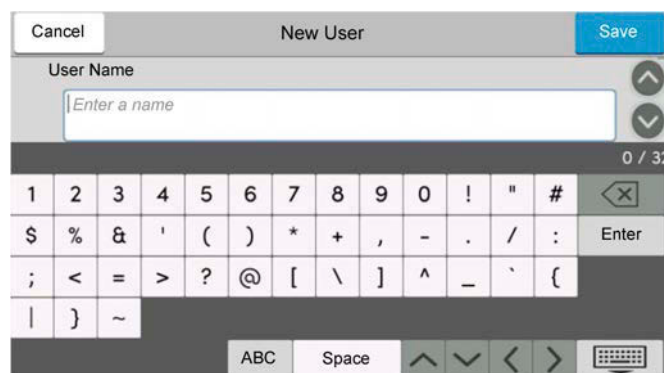 Cancel New User Save
User Name
Enter a name
0 / 32
1 2 3 4 5 6 7 8 9 0 ! " #
$ % & ' ( ) * + , - . / : Enter
; < = > ? @ [ \ ] ^ _ ` {
| } ~
ABC Space